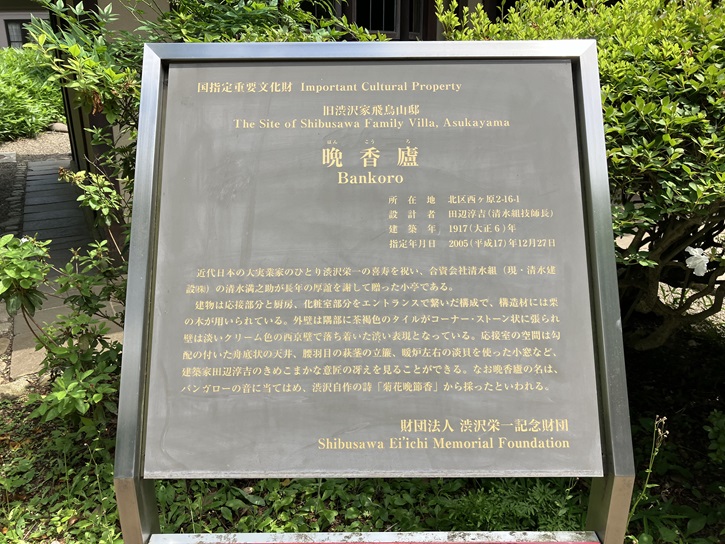 国指定重要文化財 Important Cultural Property
旧渋沢家飛鳥山邸
The Site of Shibusawa Family Villa, Asukayama
ばん こう ろ
晩香廬
Bankoro
所在地 北区西ヶ原2-16-1
設計者 田辺淳吉(清水組技師長)
建築年 1917(大正6)年
指定年月日 2005(平成17)年12月27日
近代日本の大実業家のひとり渋沢栄一の喜寿を祝い、合資会社清水組(現・清水建
設㈱)の清水満之助が長年の厚誼を謝して贈った小亭である。
建物は応接部分と厨房、化粧室部分をエントランスで繋いだ構成で、構造材には栗
の木が用いられている。外壁は隅部に茶褐色のタイルがコーナー・ストーン状に張られ
壁は淡いクリーム色の西京壁で落ち着いた渋い表現となっている。応接室の空間は勾
配の付いた舟底状の天井、腰羽目の萩茎の立簾、暖炉左右の淡貝を使った小窓など、
建築家田辺淳吉のきめこまかな意匠の冴えを見ることができる。なお晩香廬の名は、
バンガローの音に当てはめ、渋沢自作の詩「菊花晩節香」から採ったといわれる。
財団法人 渋沢栄一記念財団
Shibusawa Ei'ichi Memorial Foundation